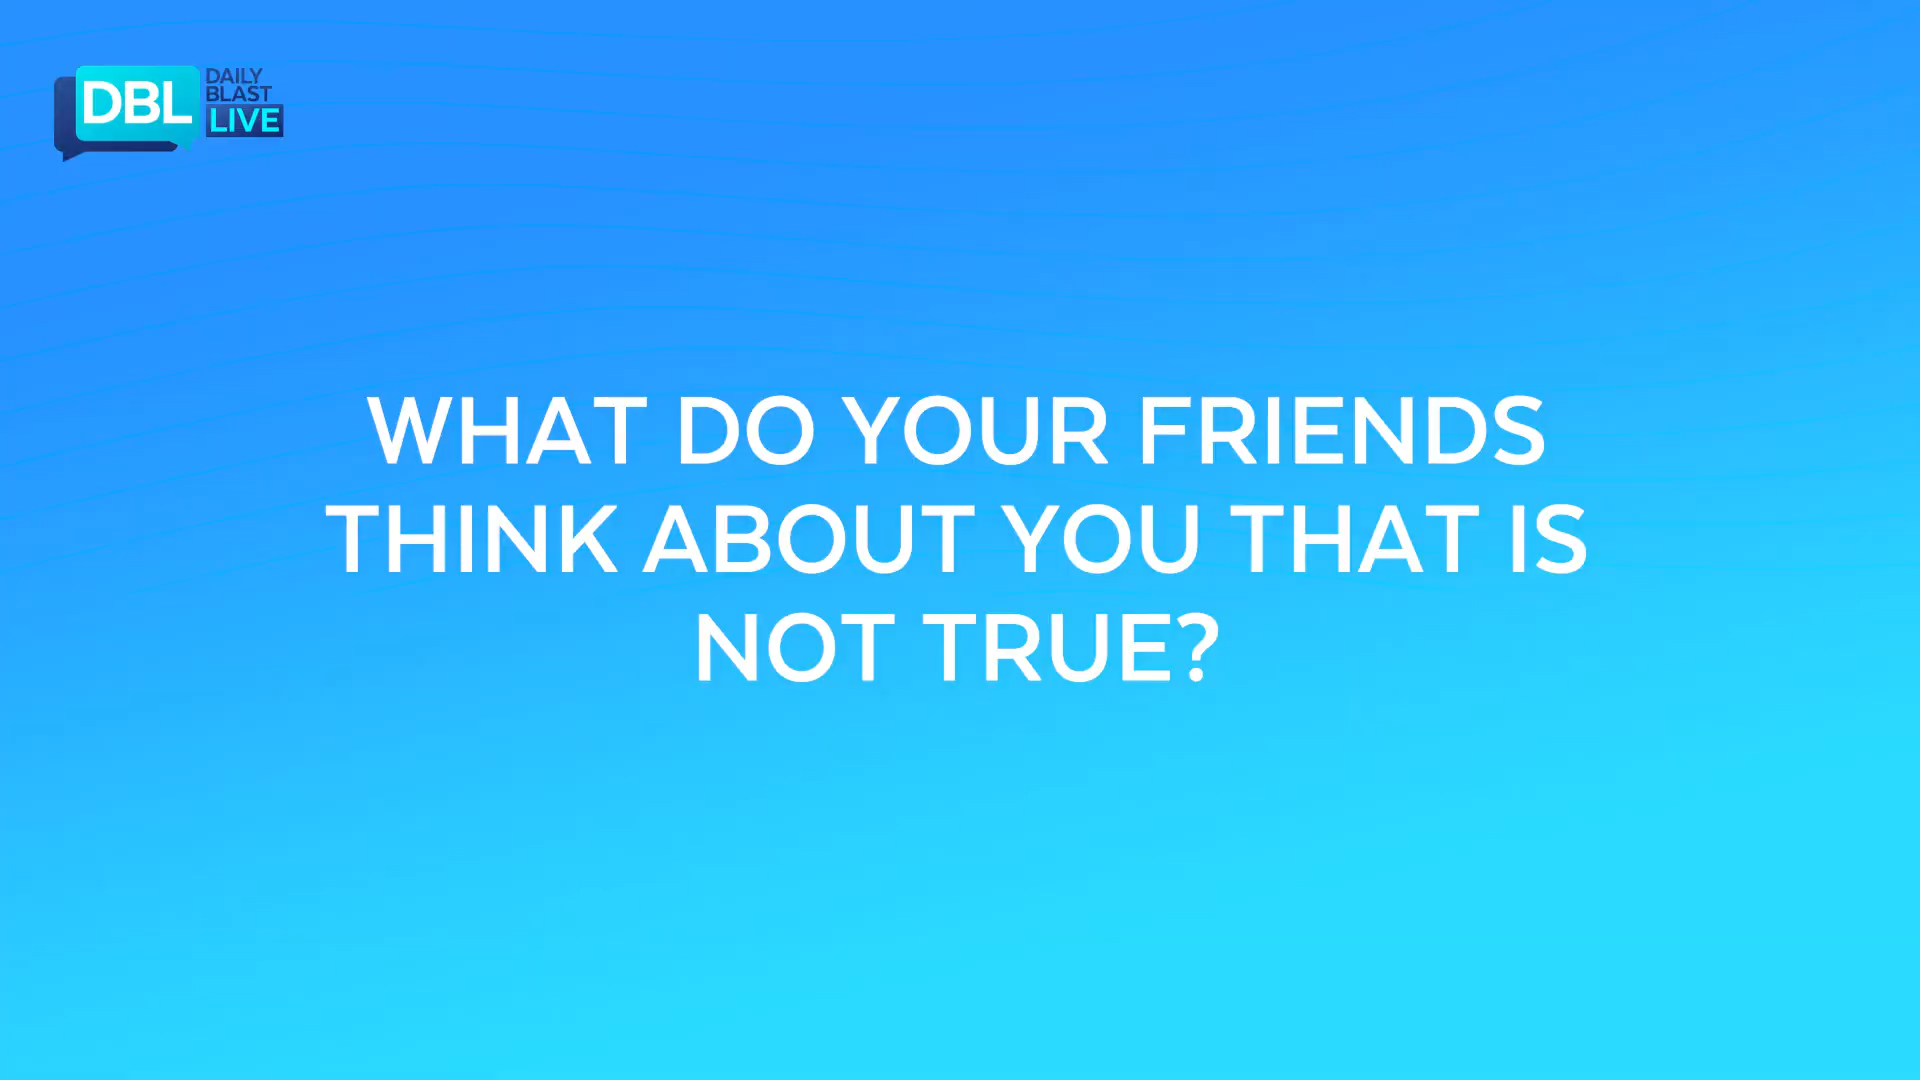 DBL
DAILY
BLAST
LIVE
WHAT DO YOUR FRIENDS
THINK ABOUT YOU THAT IS
NOT TRUE?